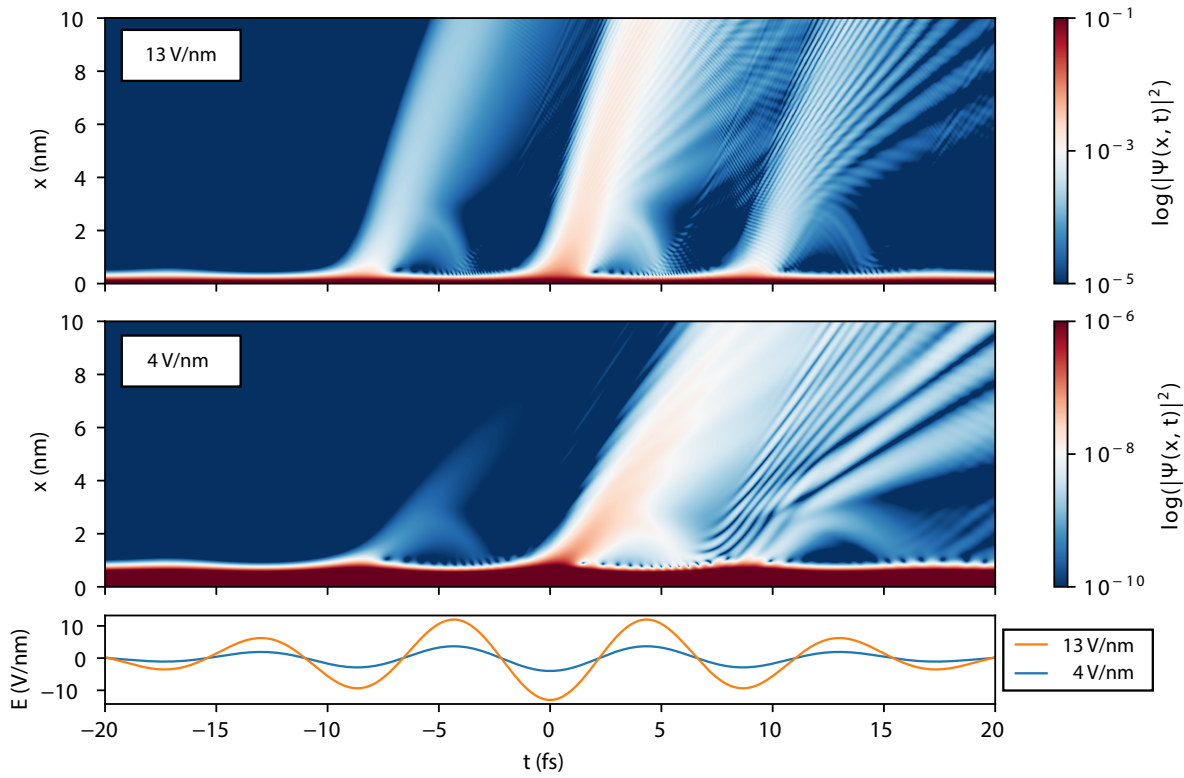 10
8
6
4
2
0
x (nm)
13 V/nm
10⁻¹
10⁻³
10⁻⁵
log(|Ψ(x, t)|²)
10
8
6
4
2
0
x (nm)
4 V/nm
10⁻⁶
10⁻⁸
10⁻¹⁰
log(|Ψ(x, t)|²)
10
0
−10
E (V/nm)
13 V/nm
4 V/nm
−20 −15 −10 −5 0 5 10 15 20
t (fs)